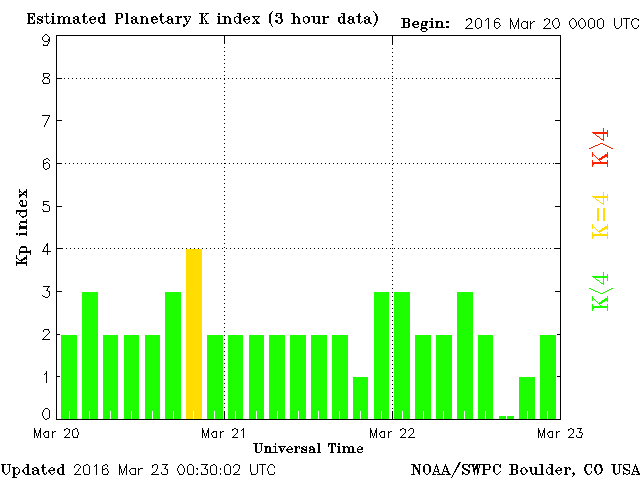 Estimated Planetary K index (3 hour data) Begin: 2016 Mar 20 0000 UTC
9
8
7
6
5
4
3
2
1
0
Kp index
K>4
K=4
K<4
Mar 20 Mar 21 Mar 22 Mar 23
Universal Time
Updated 2016 Mar 23 00:30:02 UTC NOAA/SWPC Boulder, CO USA